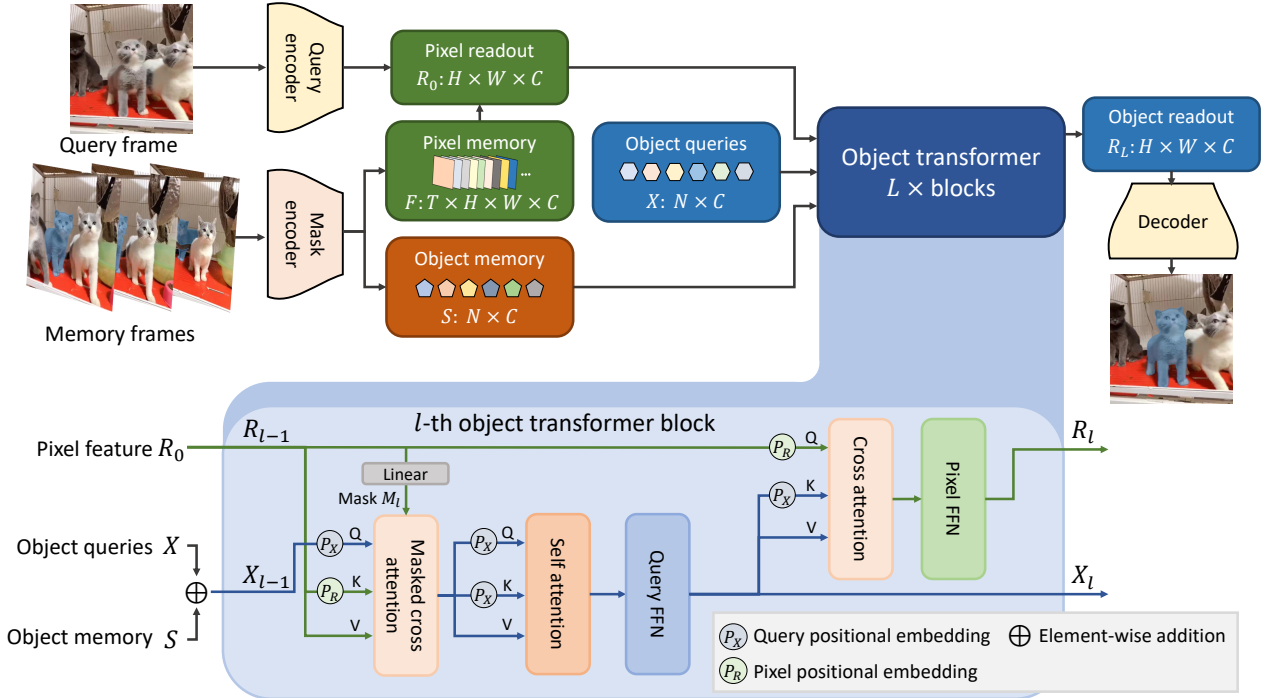 Query
encoder
Pixel readout
R₀: H × W × C
Query frame
Pixel memory
...
F: T × H × W × C
Object queries
X: N × C
Object transformer
L × blocks
Object readout
R_L: H × W × C
Decoder
Mask
encoder
Object memory
S: N × C
Memory frames
l-th object transformer block
Pixel feature R₀
R_{l−1}
Linear
Mask M_l
P_R
Q
P_X
K
V
Cross attention
Pixel FFN
R_l
Object queries X
X_{l−1}
Object memory S
P_X
Q
P_R
K
V
Masked cross
attention
P_X
Q
P_X
K
V
Self attention
Query FFN
X_l
P_X Query positional embedding
⊕ Element-wise addition
P_R Pixel positional embedding